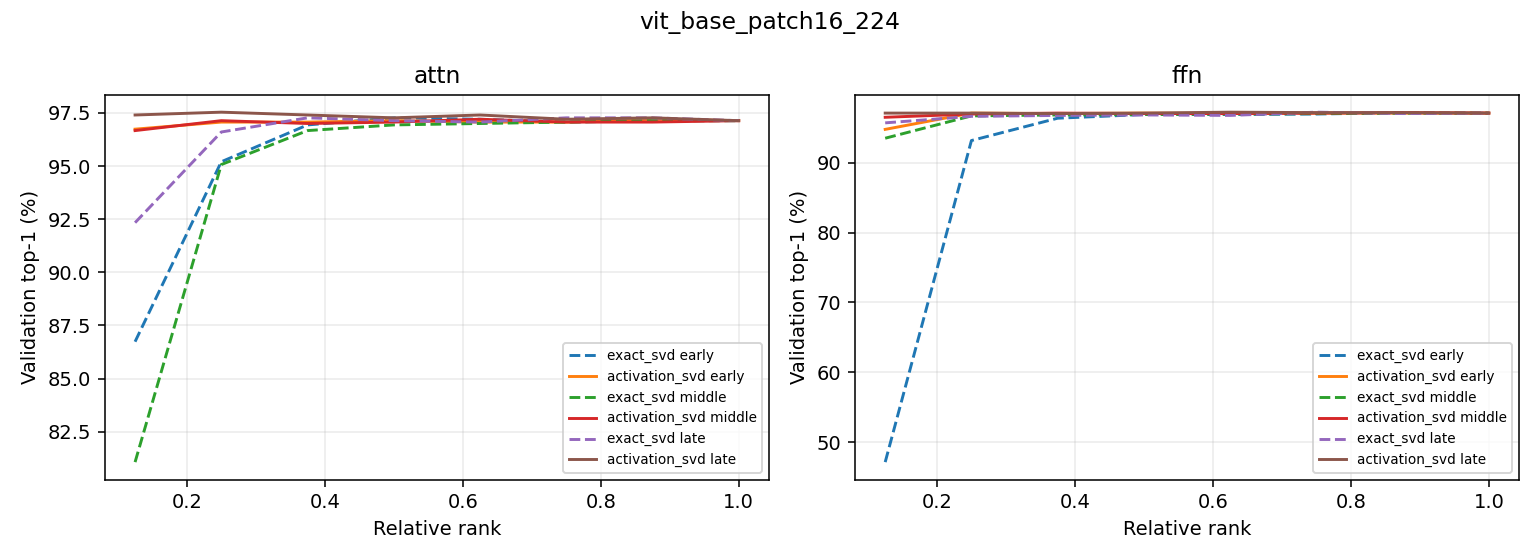 vit_base_patch16_224
attn
Validation top-1 (%)
97.5
95.0
92.5
90.0
87.5
85.0
82.5
exact_svd early
activation_svd early
exact_svd middle
activation_svd middle
exact_svd late
activation_svd late
0.2
0.4
0.6
0.8
1.0
Relative rank
ffn
Validation top-1 (%)
90
80
70
60
50
exact_svd early
activation_svd early
exact_svd middle
activation_svd middle
exact_svd late
activation_svd late
0.2
0.4
0.6
0.8
1.0
Relative rank